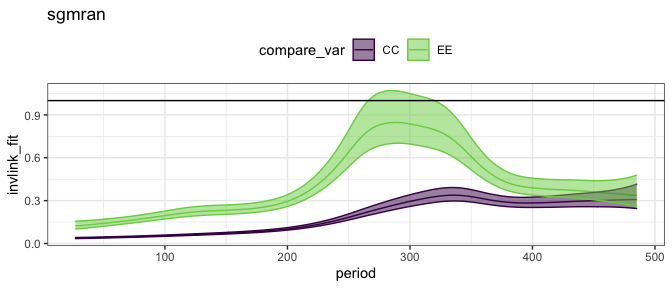 sgmran
compare_var CC EE
invlink_fit
0.9
0.6
0.3
0.0
100 200 300 400 500
period